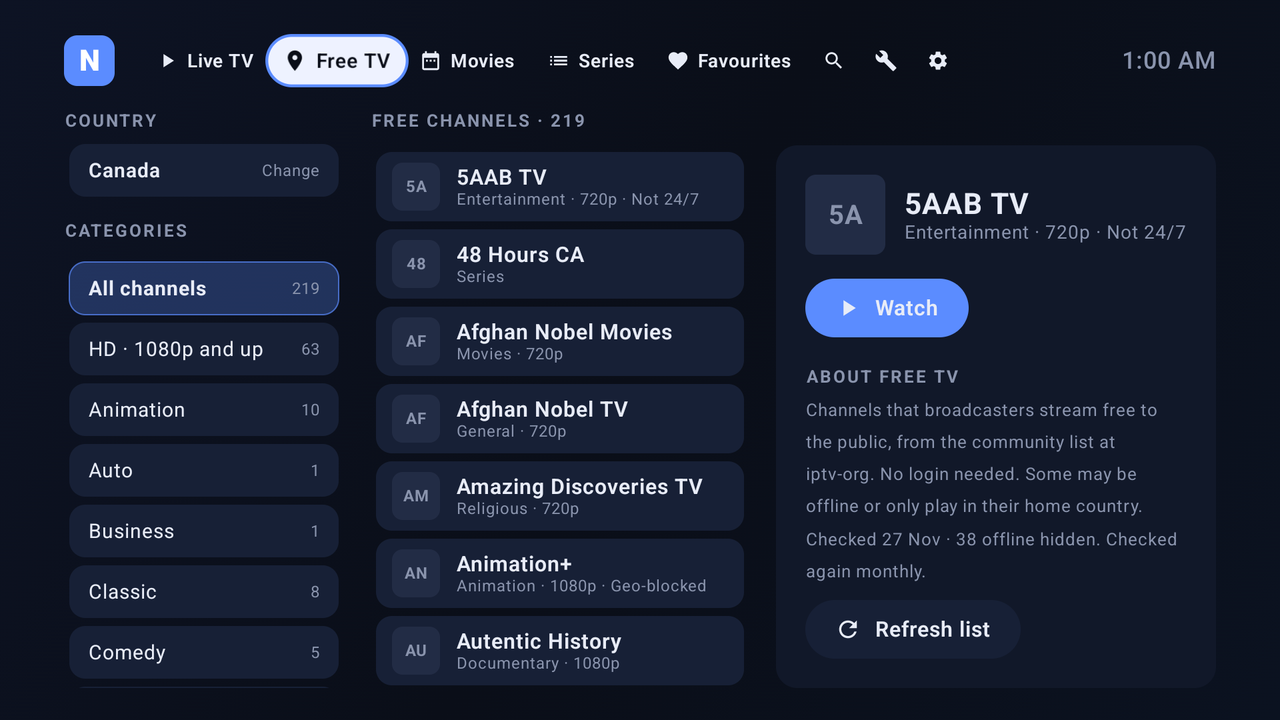 N
Live TV
Free TV
Movies
Series
Favourites
1:00 AM
COUNTRY
Canada
Change
CATEGORIES
All channels
219
HD · 1080p and up
63
Animation
10
Auto
1
Business
1
Classic
8
Comedy
5
FREE CHANNELS · 219
5A
5AAB TV
Entertainment · 720p · Not 24/7
48
48 Hours CA
Series
AF
Afghan Nobel Movies
Movies · 720p
AF
Afghan Nobel TV
General · 720p
AM
Amazing Discoveries TV
Religious · 720p
AN
Animation+
Animation · 1080p · Geo-blocked
AU
Autentic History
Documentary · 1080p
5A
5AAB TV
Entertainment · 720p · Not 24/7
Watch
ABOUT FREE TV
Channels that broadcasters stream free to
the public, from the community list at
iptv-org. No login needed. Some may be
offline or only play in their home country.
Checked 27 Nov · 38 offline hidden. Checked
again monthly.
Refresh list